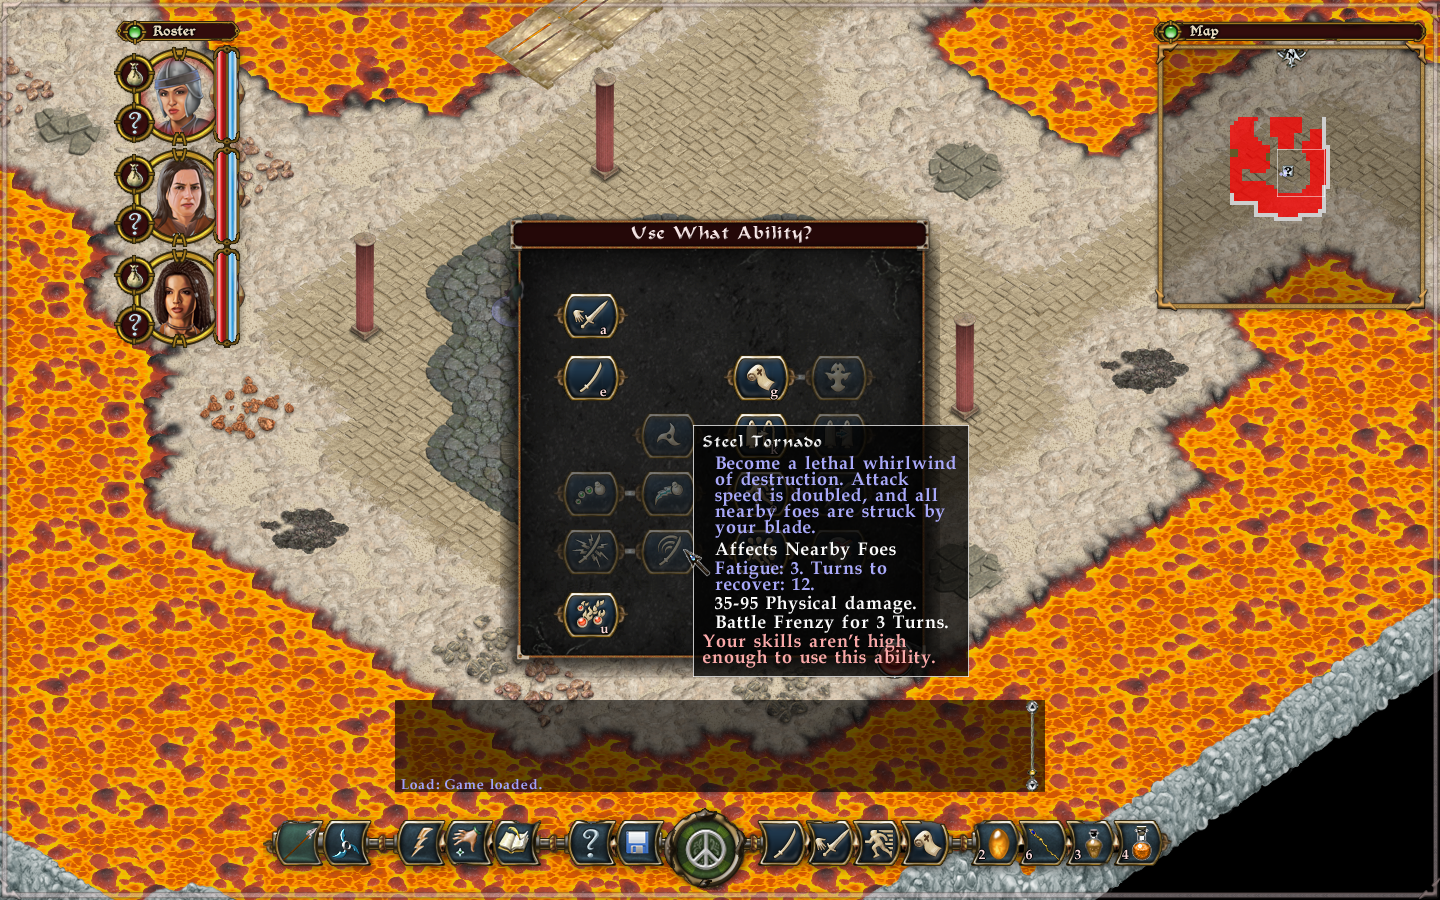 Roster
Map
N
Use What Ability?
a
e
g
k
Steel Tornado
Become a lethal whirlwind
of destruction. Attack
speed is doubled, and all
nearby foes are struck by
your blade.
Affects Nearby Foes
Fatigue: 3. Turns to
recover: 12.
35-95 Physical damage.
Battle Frenzy for 3 Turns.
Your skills aren't high
enough to use this ability.
u
Load: Game loaded.
2
6
3
4